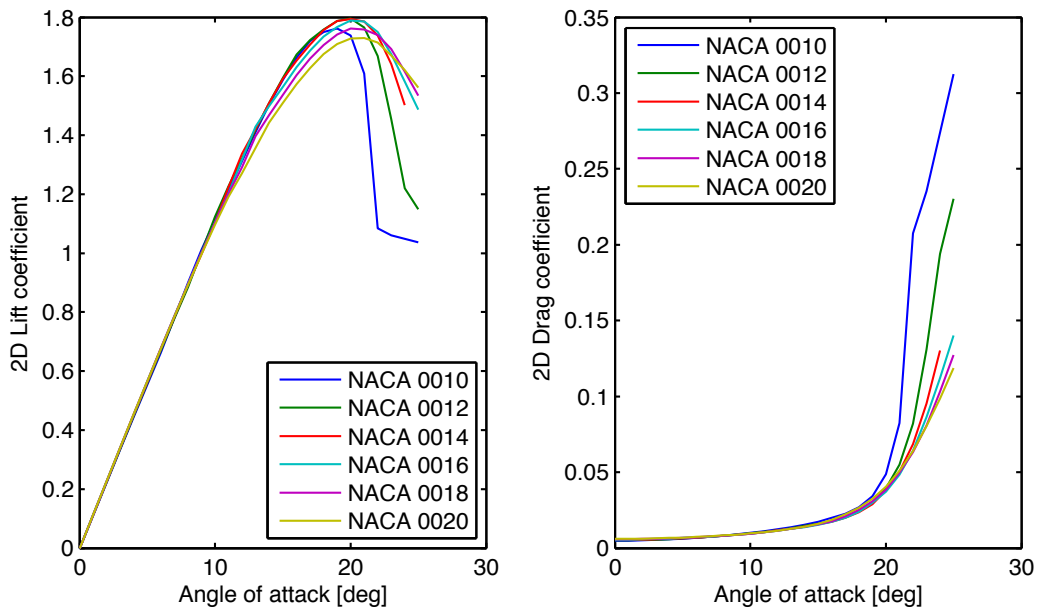 1.8
1.6
1.4
1.2
1
0.8
0.6
0.4
0.2
0
2D Lift coefficient
NACA 0010
NACA 0012
NACA 0014
NACA 0016
NACA 0018
NACA 0020
0 10 20 30
Angle of attack [deg]
0.35
0.3
0.25
0.2
0.15
0.1
0.05
0
2D Drag coefficient
NACA 0010
NACA 0012
NACA 0014
NACA 0016
NACA 0018
NACA 0020
0 10 20 30
Angle of attack [deg]